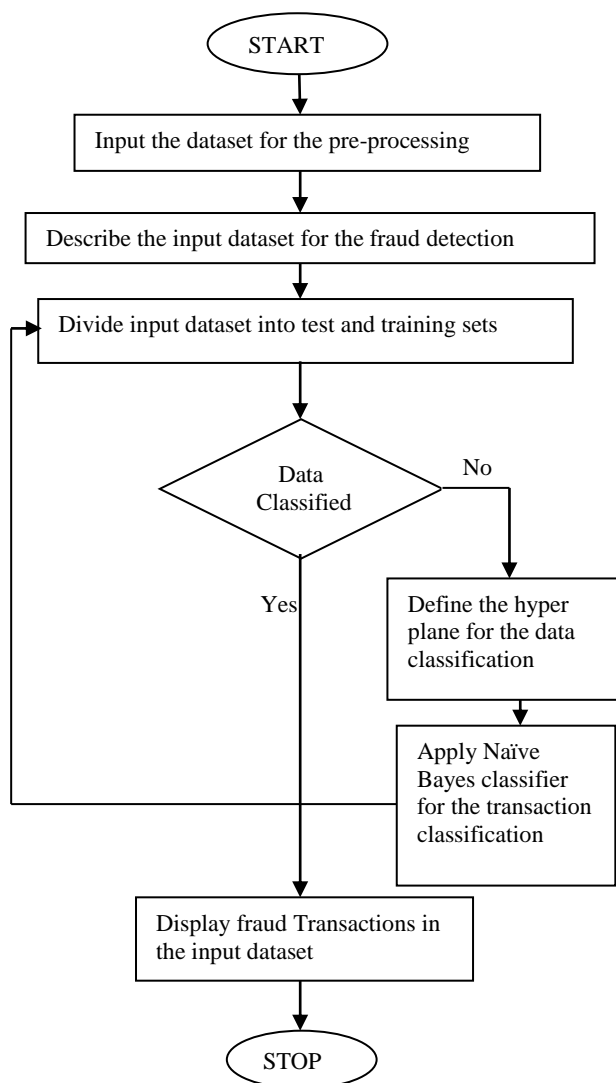 START
Input the dataset for the pre-processing
Describe the input dataset for the fraud detection
Divide input dataset into test and training sets
Data
Classified
No
Yes
Define the hyper
plane for the data
classification
Apply Naïve
Bayes classifier
for the transaction
classification
Display fraud Transactions in
the input dataset
STOP